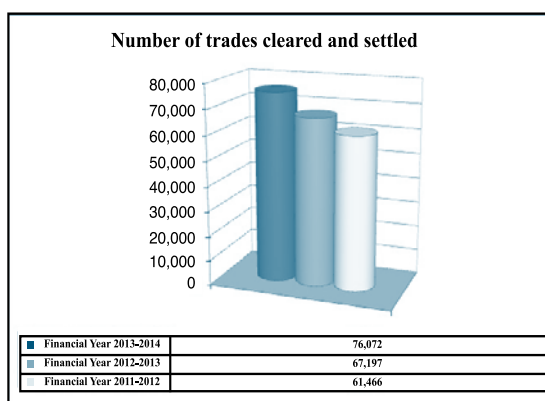 Number of trades cleared and settled
80,000
70,000
60,000
50,000
40,000
30,000
20,000
10,000
0
Financial Year 2013-2014 76,072
Financial Year 2012-2013 67,197
Financial Year 2011-2012 61,466